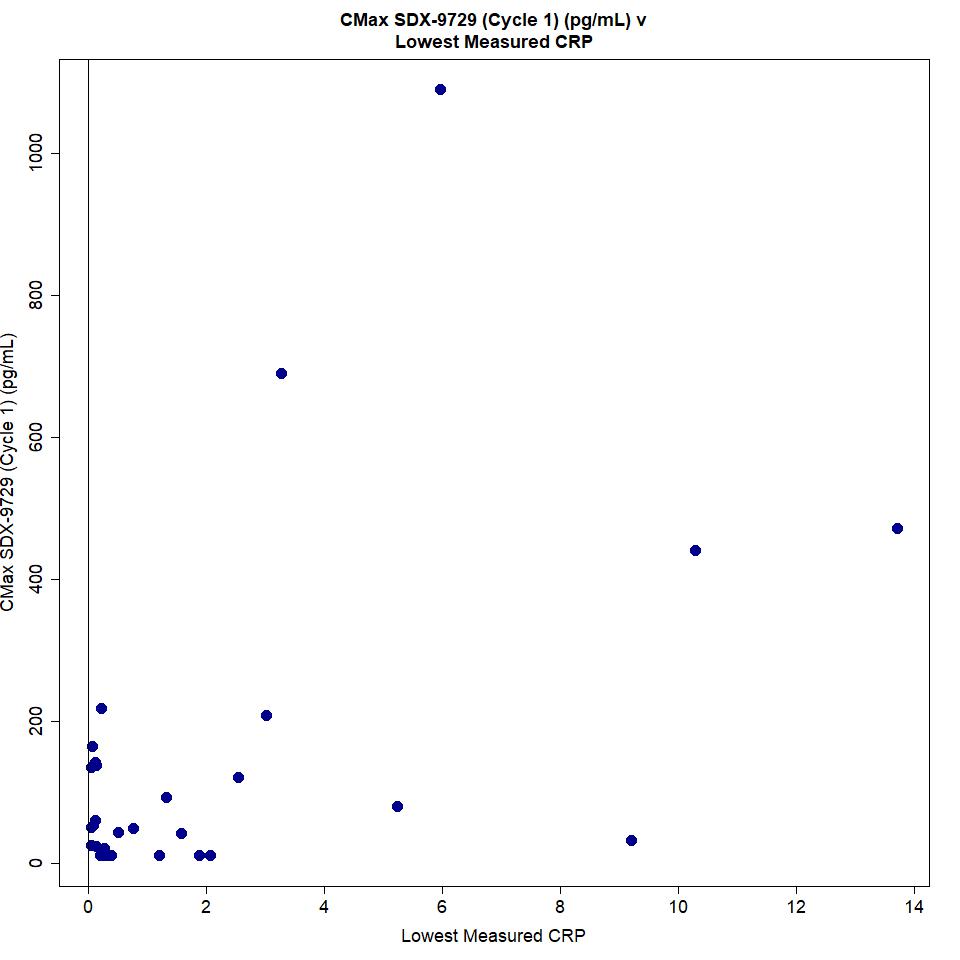 CMax SDX-9729 (Cycle 1) (pg/mL) v
Lowest Measured CRP
CMax SDX-9729 (Cycle 1) (pg/mL)
1000
800
600
400
200
0
0 2 4 6 8 10 12 14
Lowest Measured CRP